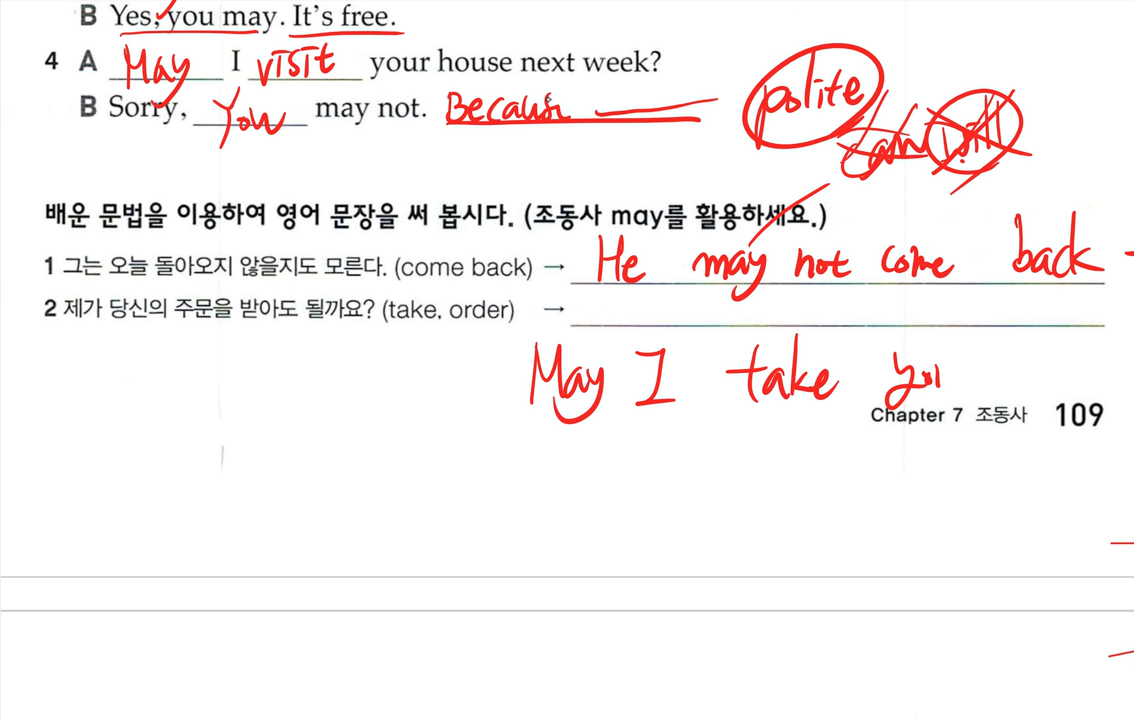 B Yes, you may. It's free.
4 A May I visit your house next week?
B Sorry, You may not. Because
polite
can will
배운 문법을 이용하여 영어 문장을 써 봅시다. (조동사 may를 활용하세요.)
1 그는 오늘 돌아오지 않을지도 모른다. (come back) → He may not come back
2 제가 당신의 주문을 받아도 될까요? (take, order) →
May I take you
Chapter 7 조동사 109